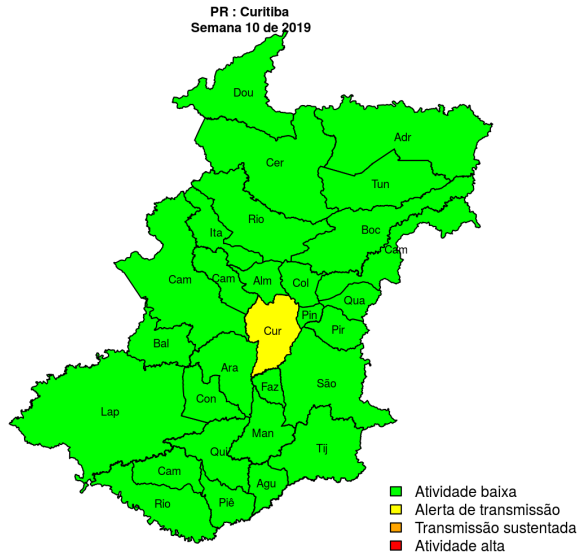 PR : Curitiba
Semana 10 de 2019
Dou
Adr
Cer
Tun
Rio
Ita
Boc
Cam
Cam
Cam
Alm
Col
Qua
Pin
Pir
Cur
Bal
Ara
Faz
São
Con
Lap
Man
Tij
Qui
Cam
Agu
Rio
Piê
Atividade baixa
Alerta de transmissão
Transmissão sustentada
Atividade alta